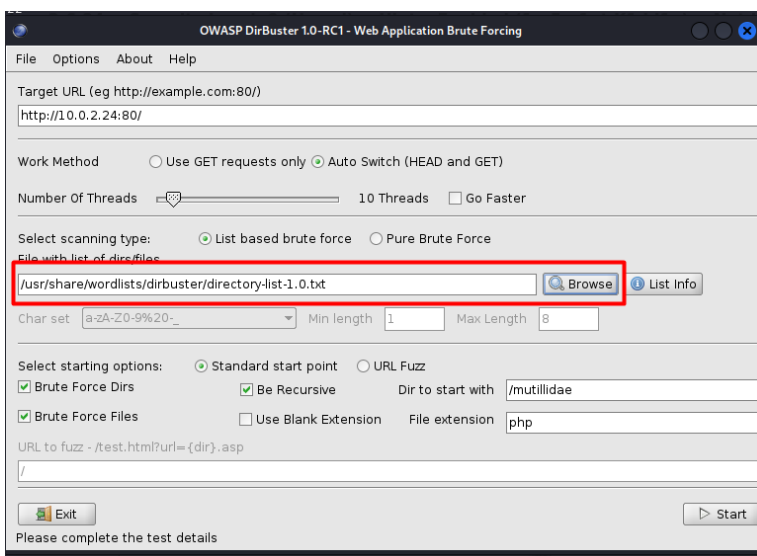 OWASP DirBuster 1.0-RC1 - Web Application Brute Forcing
File Options About Help
Target URL (eg http://example.com:80/)
http://10.0.2.24:80/
Work Method Use GET requests only Auto Switch (HEAD and GET)
Number Of Threads 10 Threads Go Faster
Select scanning type: List based brute force Pure Brute Force
File with list of dirs/files
/usr/share/wordlists/dirbuster/directory-list-1.0.txt Browse List Info
Char set a-zA-Z0-9%20-_ Min length 1 Max Length 8
Select starting options: Standard start point URL Fuzz
Brute Force Dirs Be Recursive Dir to start with /mutillidae
Brute Force Files Use Blank Extension File extension php
URL to fuzz - /test.html?url={dir}.asp
/
Exit Start
Please complete the test details